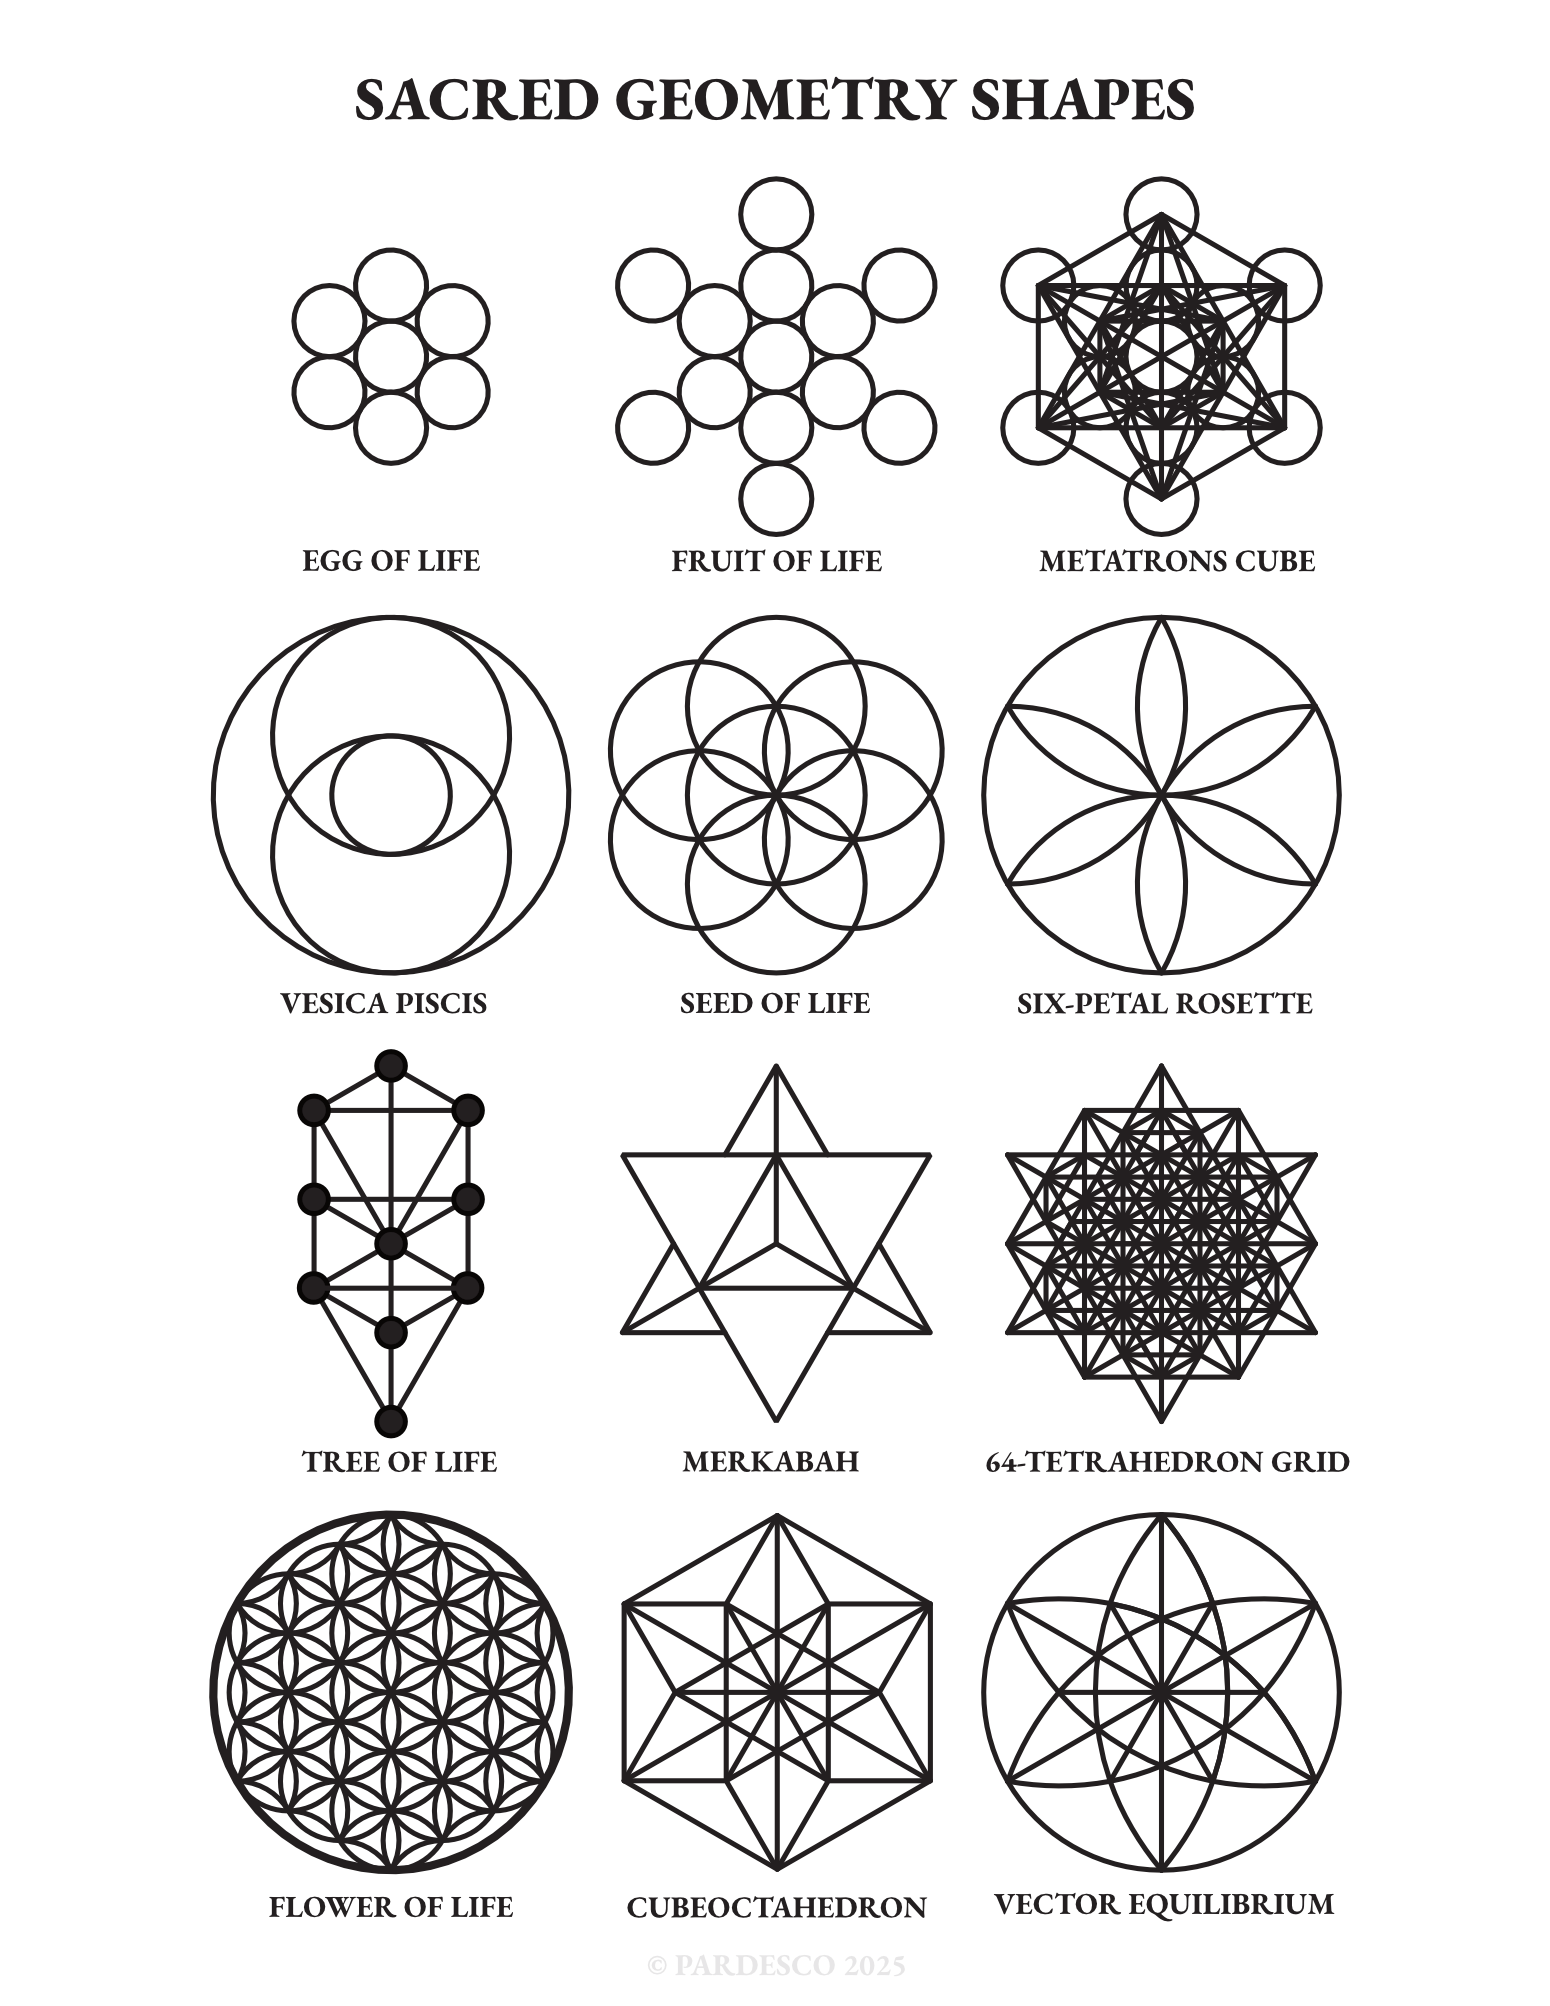 SACRED GEOMETRY SHAPES
EGG OF LIFE
FRUIT OF LIFE
METATRONS CUBE
VESICA PISCIS
SEED OF LIFE
SIX-PETAL ROSETTE
TREE OF LIFE
MERKABAH
64-TETRAHEDRON GRID
FLOWER OF LIFE
CUBEOCTAHEDRON
VECTOR EQUILIBRIUM
© PARDESCO 2025